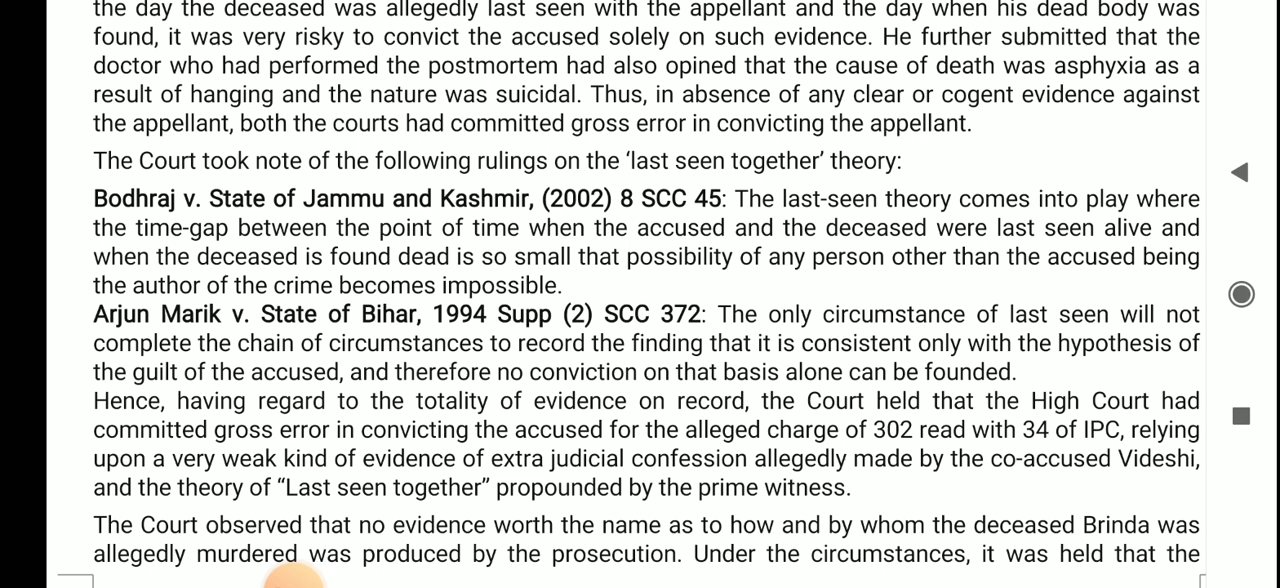 the day the deceased was allegedly last seen with the appellant and the day when his dead body was
found, it was very risky to convict the accused solely on such evidence. He further submitted that the
doctor who had performed the postmortem had also opined that the cause of death was asphyxia as a
result of hanging and the nature was suicidal. Thus, in absence of any clear or cogent evidence against
the appellant, both the courts had committed gross error in convicting the appellant.
The Court took note of the following rulings on the ‘last seen together’ theory:
Bodhraj v. State of Jammu and Kashmir, (2002) 8 SCC 45: The last-seen theory comes into play where
the time-gap between the point of time when the accused and the deceased were last seen alive and
when the deceased is found dead is so small that possibility of any person other than the accused being
the author of the crime becomes impossible.
Arjun Marik v. State of Bihar, 1994 Supp (2) SCC 372: The only circumstance of last seen will not
complete the chain of circumstances to record the finding that it is consistent only with the hypothesis of
the guilt of the accused, and therefore no conviction on that basis alone can be founded.
Hence, having regard to the totality of evidence on record, the Court held that the High Court had
committed gross error in convicting the accused for the alleged charge of 302 read with 34 of IPC, relying
upon a very weak kind of evidence of extra judicial confession allegedly made by the co-accused Videshi,
and the theory of “Last seen together” propounded by the prime witness.
The Court observed that no evidence worth the name as to how and by whom the deceased Brinda was
allegedly murdered was produced by the prosecution. Under the circumstances, it was held that the